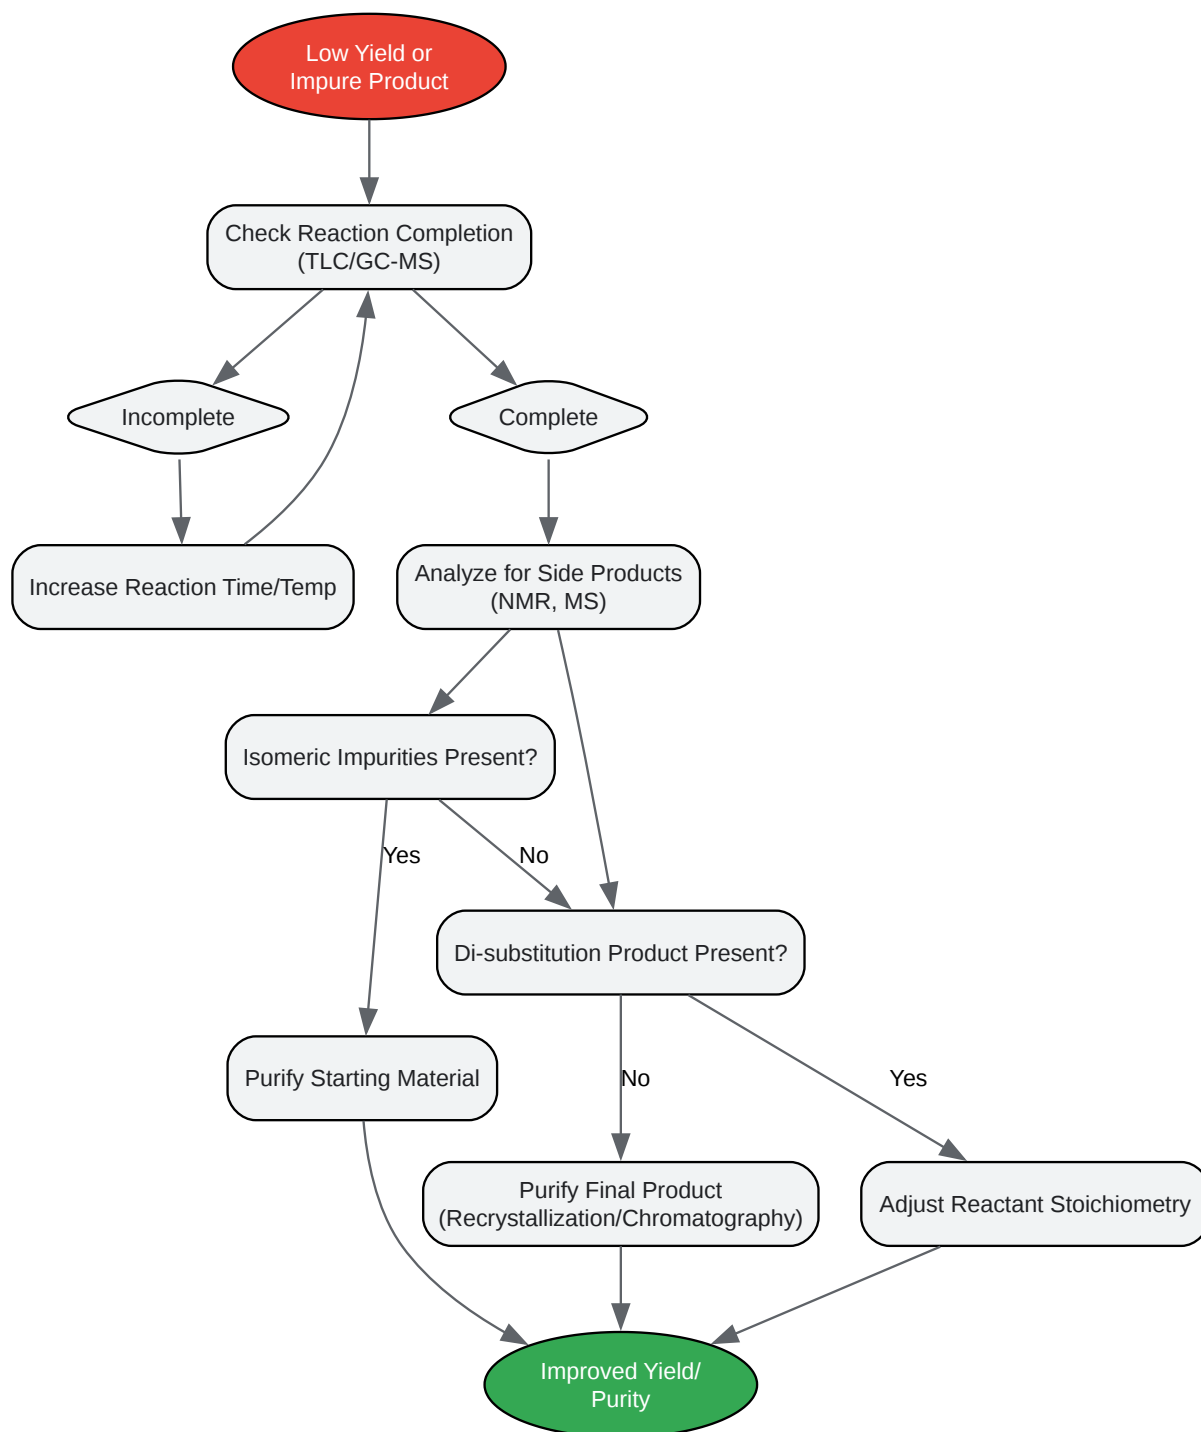 Low Yield or
Impure Product
Check Reaction Completion
(TLC/GC-MS)
Incomplete
Complete
Increase Reaction Time/Temp
Analyze for Side Products
(NMR, MS)
Isomeric Impurities Present?
Yes
No
Di-substitution Product Present?
Purify Starting Material
No
Yes
Purify Final Product
(Recrystallization/Chromatography)
Adjust Reactant Stoichiometry
Improved Yield/
Purity